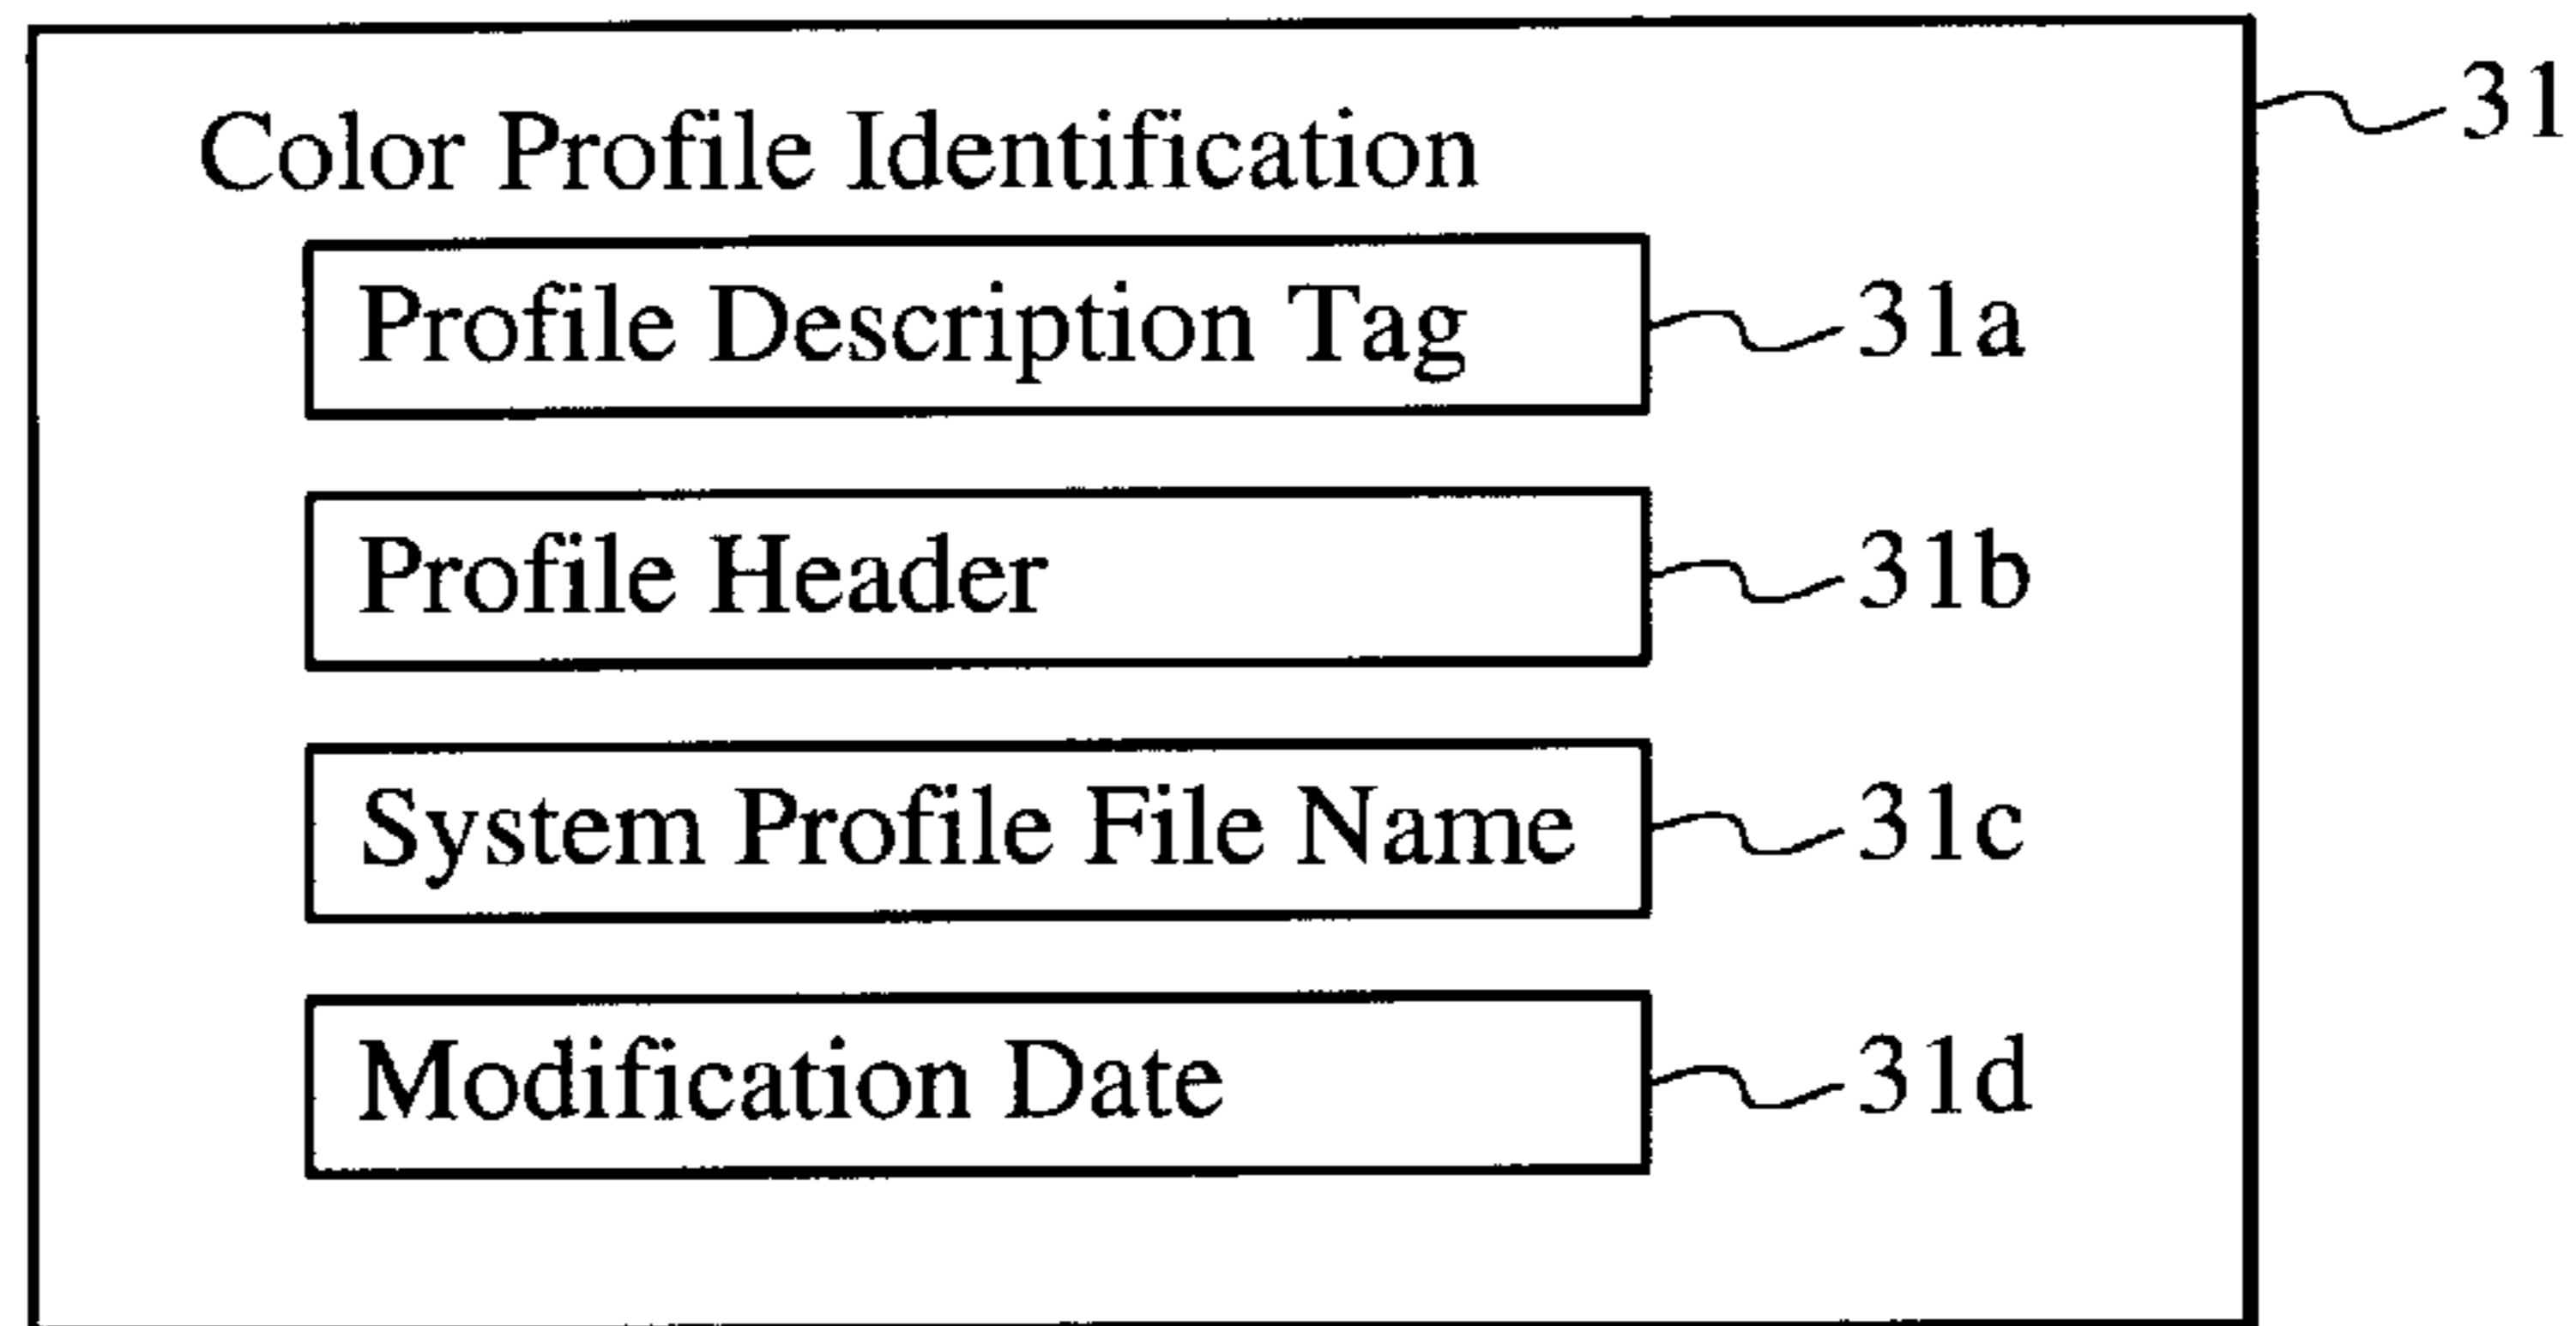 31
Color Profile Identification
Profile Description Tag 31a
Profile Header 31b
System Profile File Name 31c
Modification Date 31d